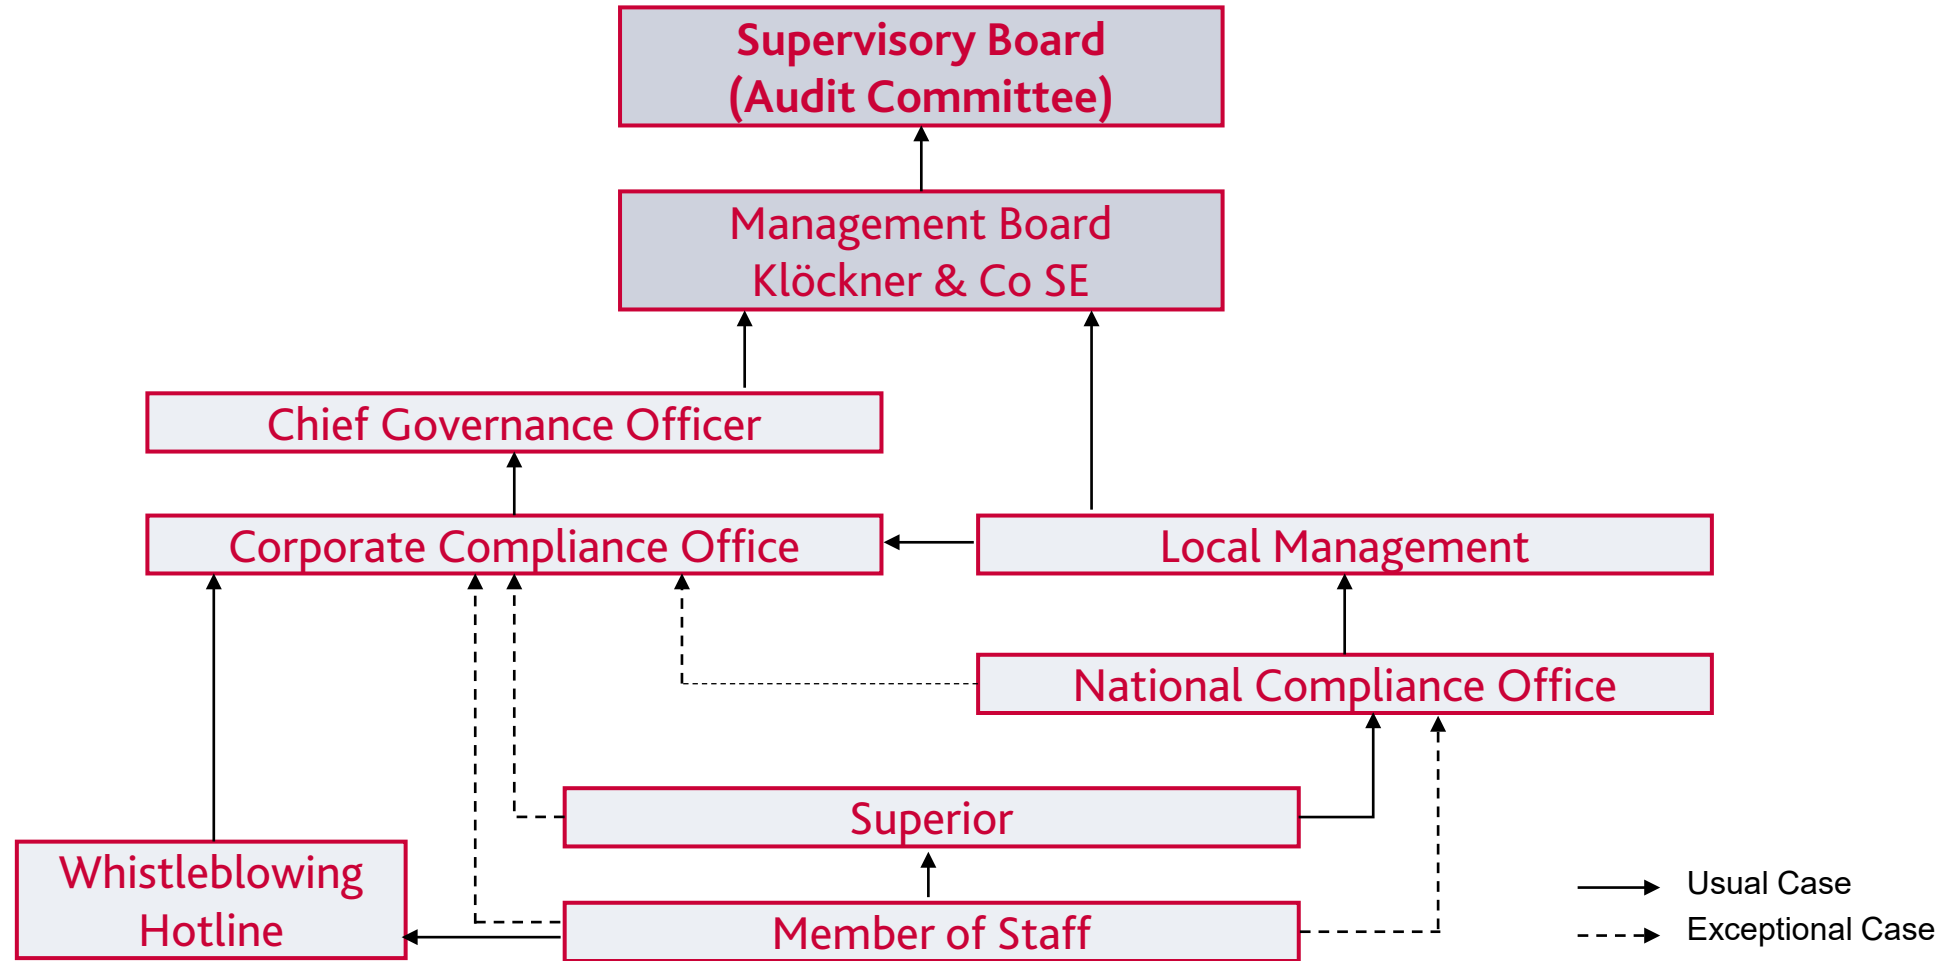 Supervisory Board
(Audit Committee)
Management Board
Klöckner & Co SE
Chief Governance Officer
Corporate Compliance Office
Local Management
National Compliance Office
Superior
Whistleblowing
Hotline
Member of Staff
Usual Case
Exceptional Case